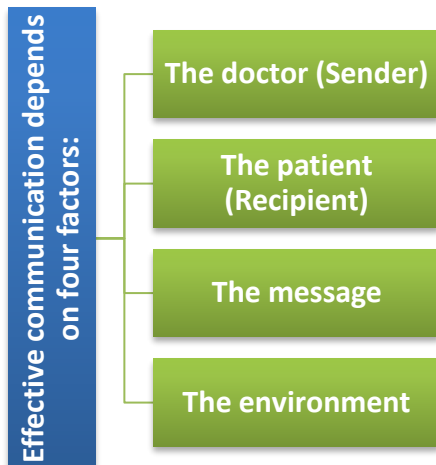 Effective communication depends
on four factors:
The doctor (Sender)
The patient
(Recipient)
The message
The environment